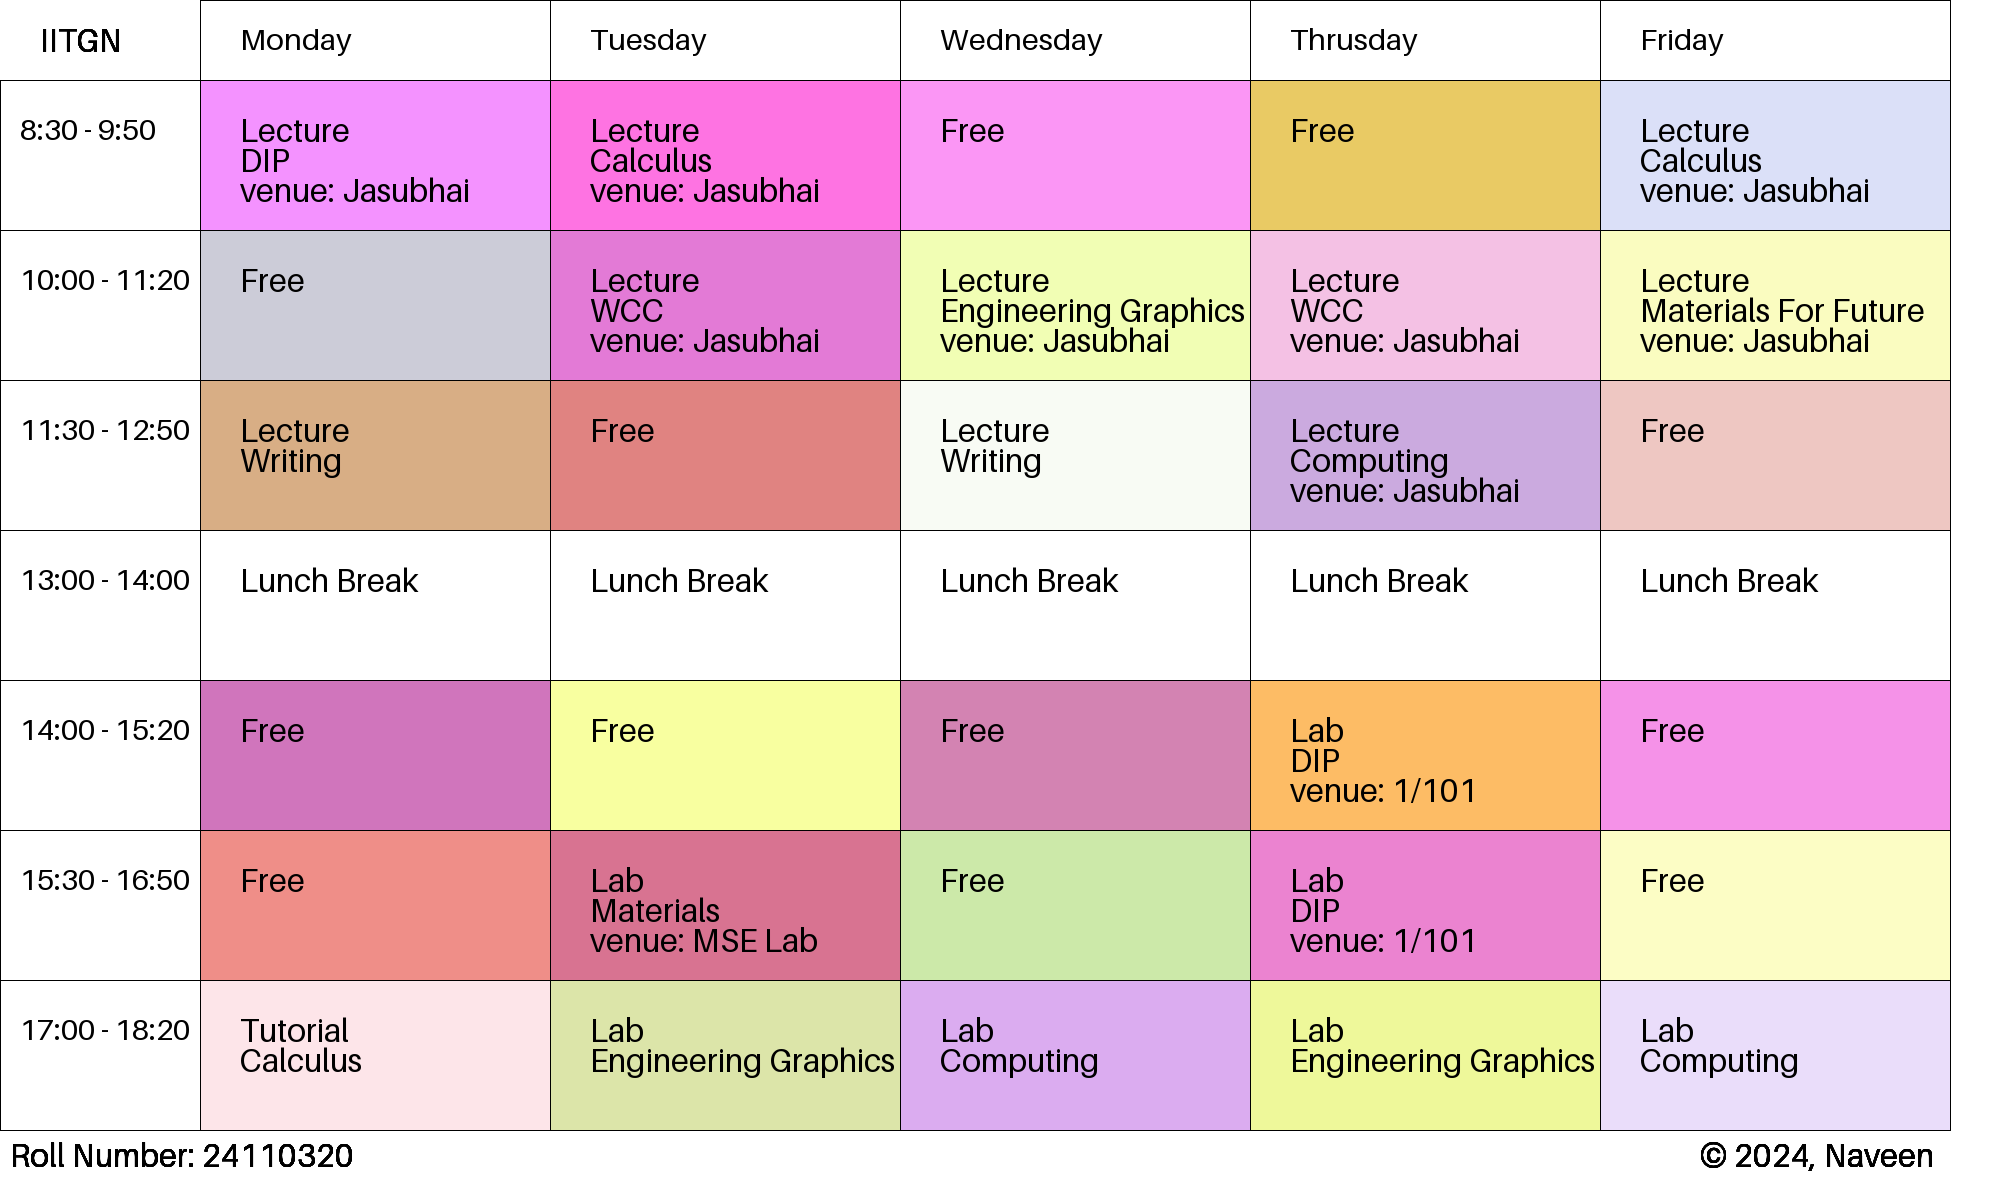 IITGN Monday Tuesday Wednesday Thrusday Friday
8:30 - 9:50
Lecture
DIP
venue: Jasubhai
Lecture
Calculus
venue: Jasubhai
Free
Free
Lecture
Calculus
venue: Jasubhai
10:00 - 11:20
Free
Lecture
WCC
venue: Jasubhai
Lecture
Engineering Graphics
venue: Jasubhai
Lecture
WCC
venue: Jasubhai
Lecture
Materials For Future
venue: Jasubhai
11:30 - 12:50
Lecture
Writing
Free
Lecture
Writing
Lecture
Computing
venue: Jasubhai
Free
13:00 - 14:00
Lunch Break
Lunch Break
Lunch Break
Lunch Break
Lunch Break
14:00 - 15:20
Free
Free
Free
Lab
DIP
venue: 1/101
Free
15:30 - 16:50
Free
Lab
Materials
venue: MSE Lab
Free
Lab
DIP
venue: 1/101
Free
17:00 - 18:20
Tutorial
Calculus
Lab
Engineering Graphics
Lab
Computing
Lab
Engineering Graphics
Lab
Computing
Roll Number: 24110320
© 2024, Naveen